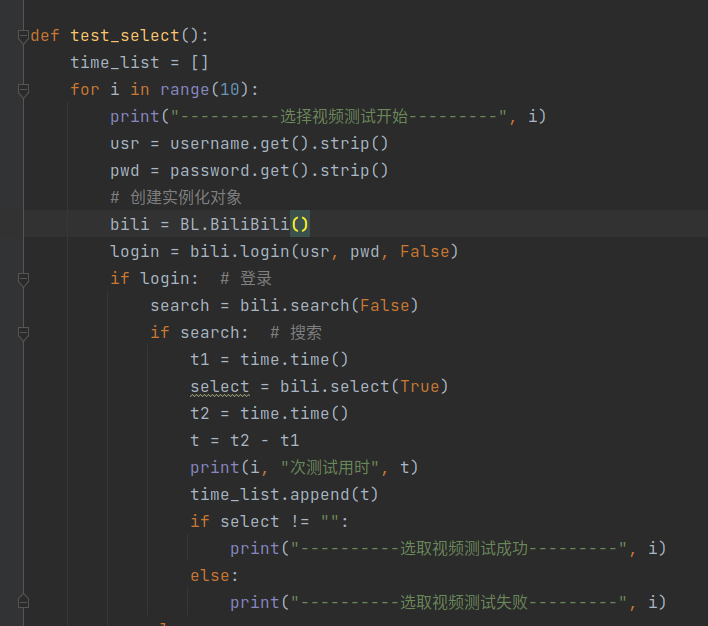 def test_select():
    time_list = []
    for i in range(10):
        print("----------选择视频测试开始---------", i)
        usr = username.get().strip()
        pwd = password.get().strip()
        # 创建实例化对象
        bili = BL.BiliBili()
        login = bili.login(usr, pwd, False)
        if login:  # 登录
            search = bili.search(False)
            if search:  # 搜索
                t1 = time.time()
                select = bili.select(True)
                t2 = time.time()
                t = t2 - t1
                print(i, "次测试用时", t)
                time_list.append(t)
                if select != "":
                    print("----------选取视频测试成功---------", i)
                else:
                    print("----------选取视频测试失败---------", i)